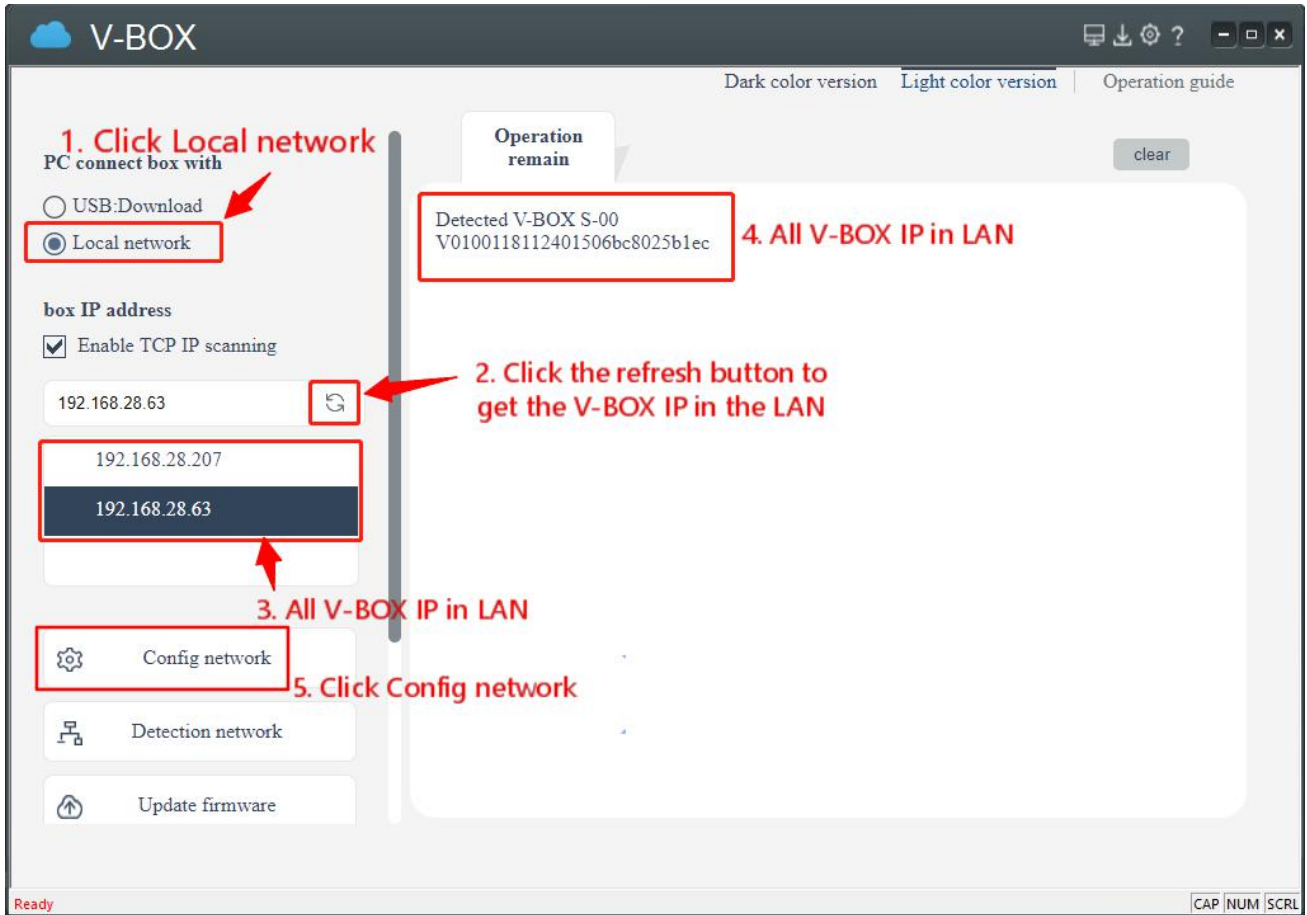 V-BOX
Dark color version Light color version Operation guide
1. Click Local network
PC connect box with
USB:Download
Local network
box IP address
Enable TCP IP scanning
192.168.28.63
192.168.28.207
192.168.28.63
3. All V-BOX IP in LAN
Config network
5. Click Config network
Detection network
Update firmware
Operation
remain
clear
Detected V-BOX S-00
V0100118112401506bc8025b1ec
4. All V-BOX IP in LAN
2. Click the refresh button to
get the V-BOX IP in the LAN
Ready
CAP NUM SCRL